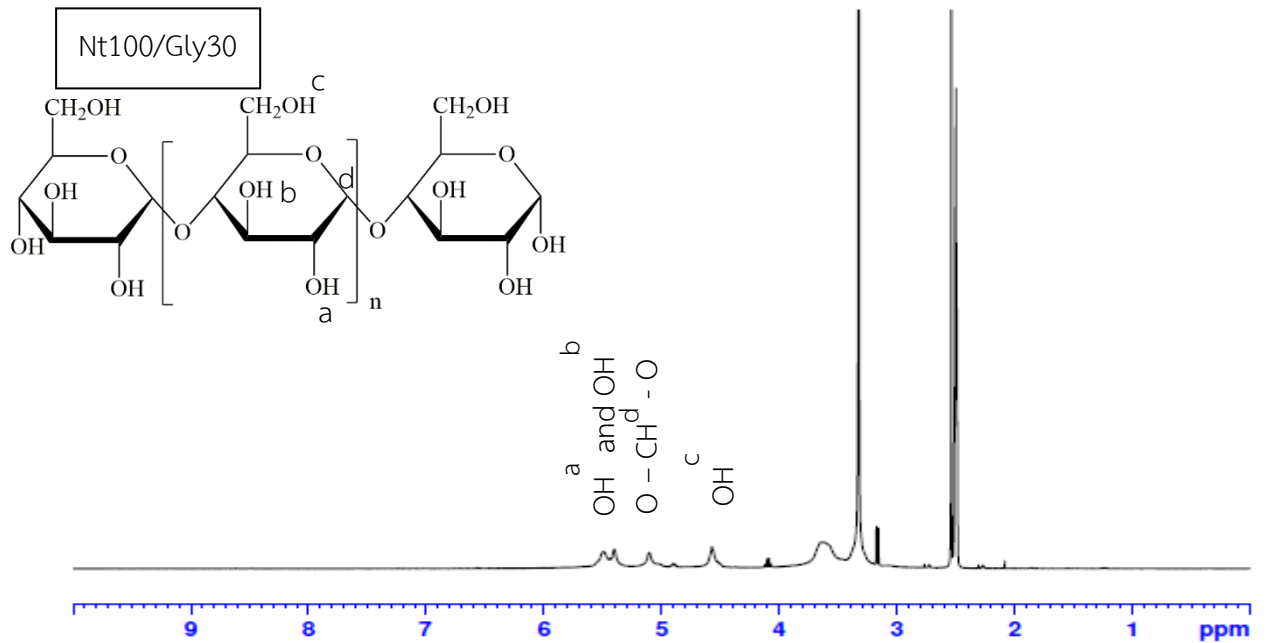 Nt100/Gly30
c
CH₂OH
CH₂OH
CH₂OH
O
O
O
d
OH
OH b
OH
O
O
OH
OH
OH
OH
OH
n
a
OH a and OH b
O – CH d - O
OH c
9 8 7 6 5 4 3 2 1 ppm